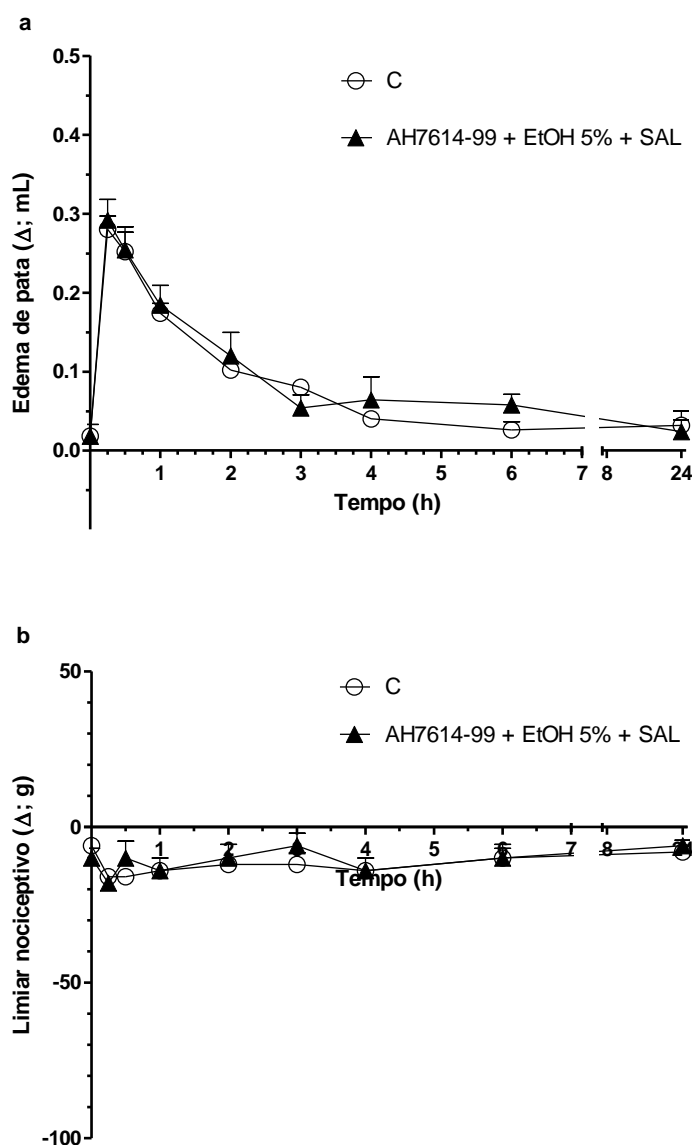 a
0.5
C
0.4
AH7614-99 + EtOH 5% + SAL
0.3
0.2
0.1
0.0
Edema de pata (Δ; mL)
1 2 3 4 5 6 7 8 24
Tempo (h)
b
50
C
AH7614-99 + EtOH 5% + SAL
0
1 2 3 4 5 6 7 8 24
Tempo (h)
-50
-100
Limiar nociceptivo (Δ; g)